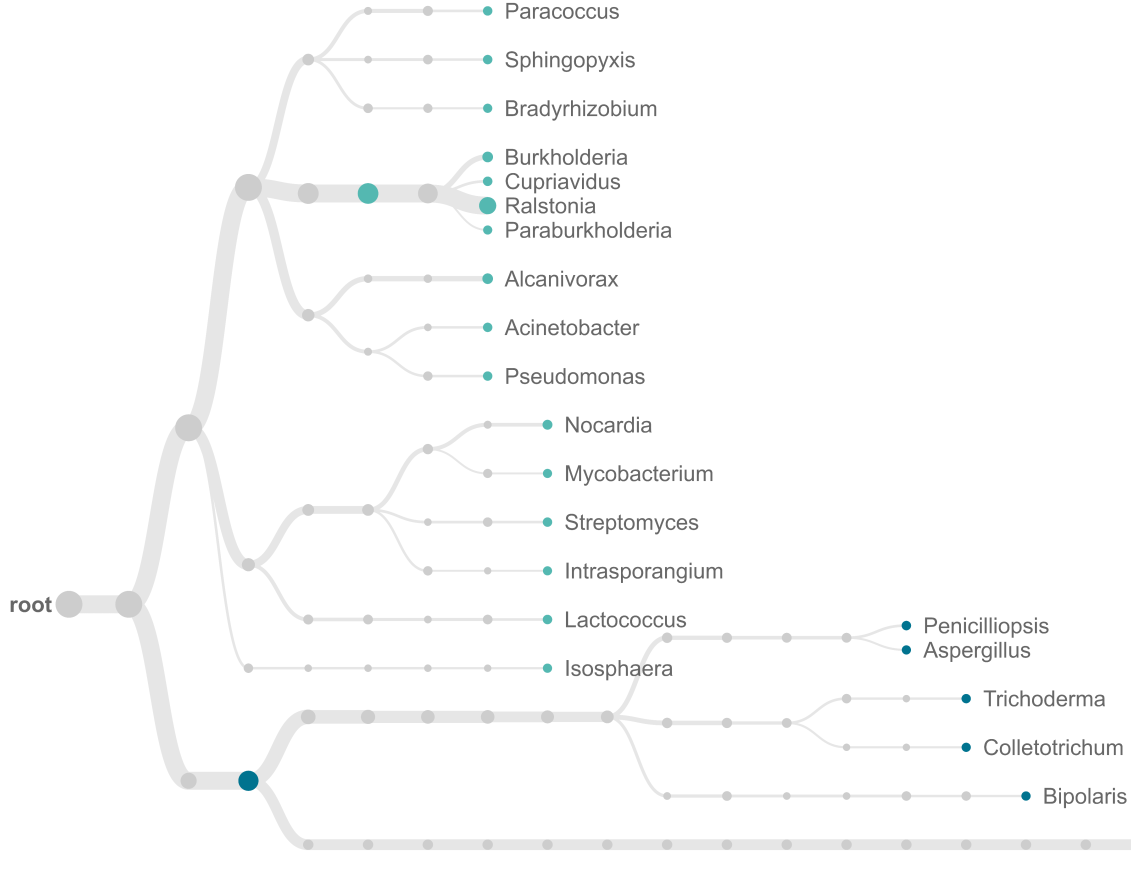 Paracoccus
Sphingopyxis
Bradyrhizobium
Burkholderia
Cupriavidus
Ralstonia
Paraburkholderia
Alcanivorax
Acinetobacter
Pseudomonas
Nocardia
Mycobacterium
Streptomyces
Intrasporangium
root
Lactococcus
Penicilliopsis
Aspergillus
Isosphaera
Trichoderma
Colletotrichum
Bipolaris